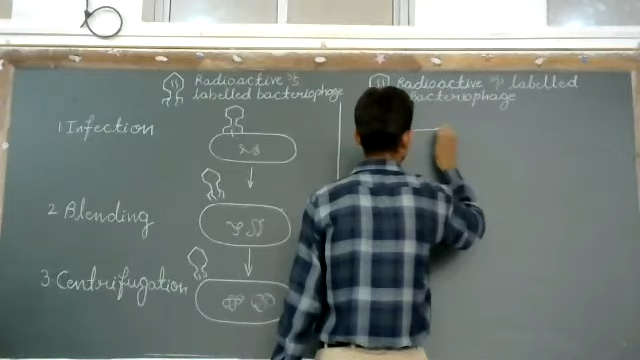 Radioactive 35S
labelled bacteriophage
Radioactive 32P labelled
Bacteriophage
1 Infection
2 Blending
3 Centrifugation